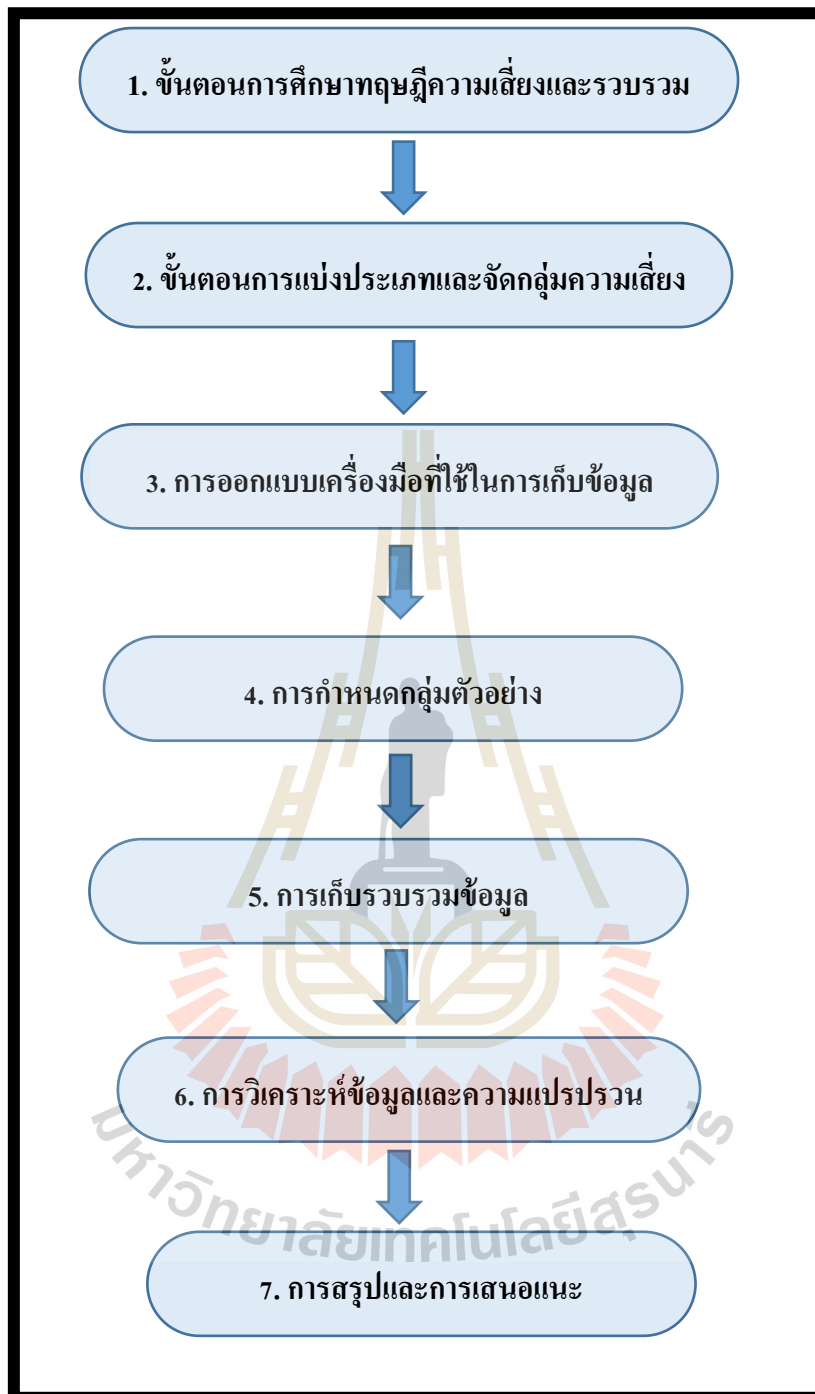 1. ขั้นตอนการศึกษาทฤษฎีความเสี่ยงและรวบรวม
2. ขั้นตอนการแบ่งประเภทและจัดกลุ่มความเสี่ยง
3. การออกแบบเครื่องมือที่ใช้ในการเก็บข้อมูล
4. การกำหนดกลุ่มตัวอย่าง
5. การเก็บรวบรวมข้อมูล
6. การวิเคราะห์ข้อมูลและความแปรปรวน
มหาวิทยาลัยเทคโนโลยีสุรนารี
7. การสรุปและการเสนอแนะ